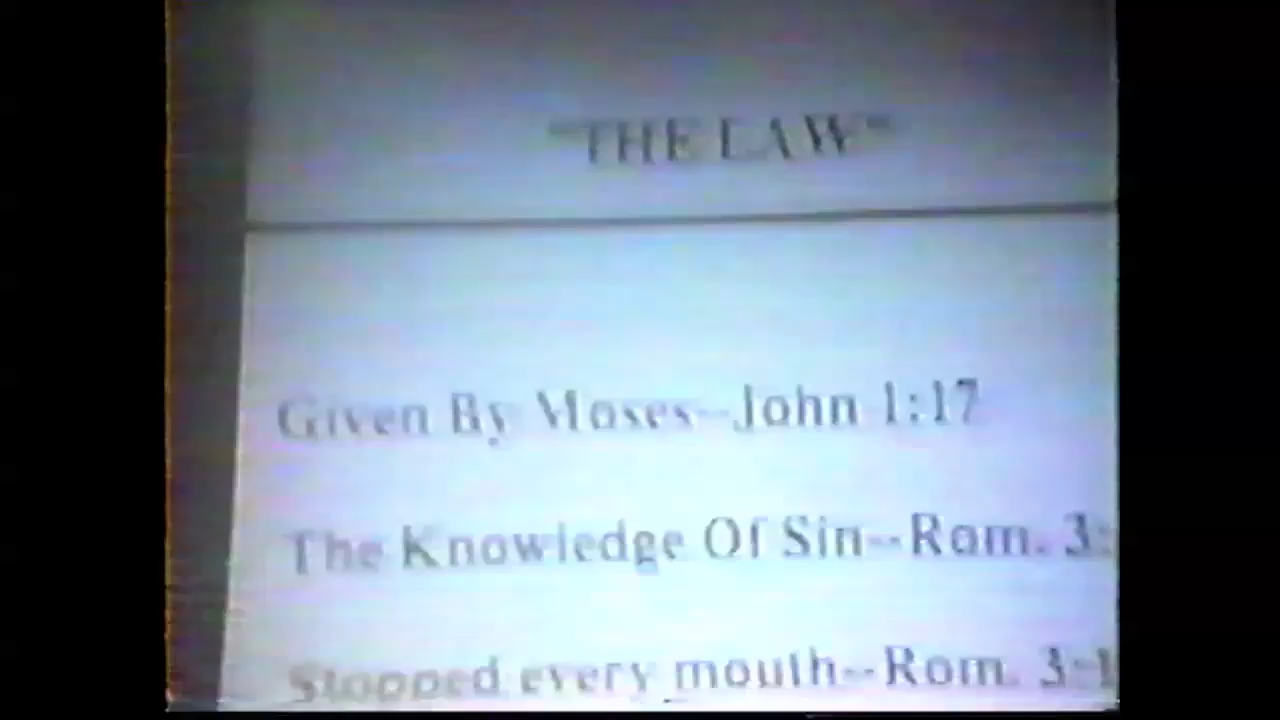 "THE LAW"
Given By Moses--John 1:17
The Knowledge Of Sin--Rom. 3:
Stopped every mouth--Rom. 3:1